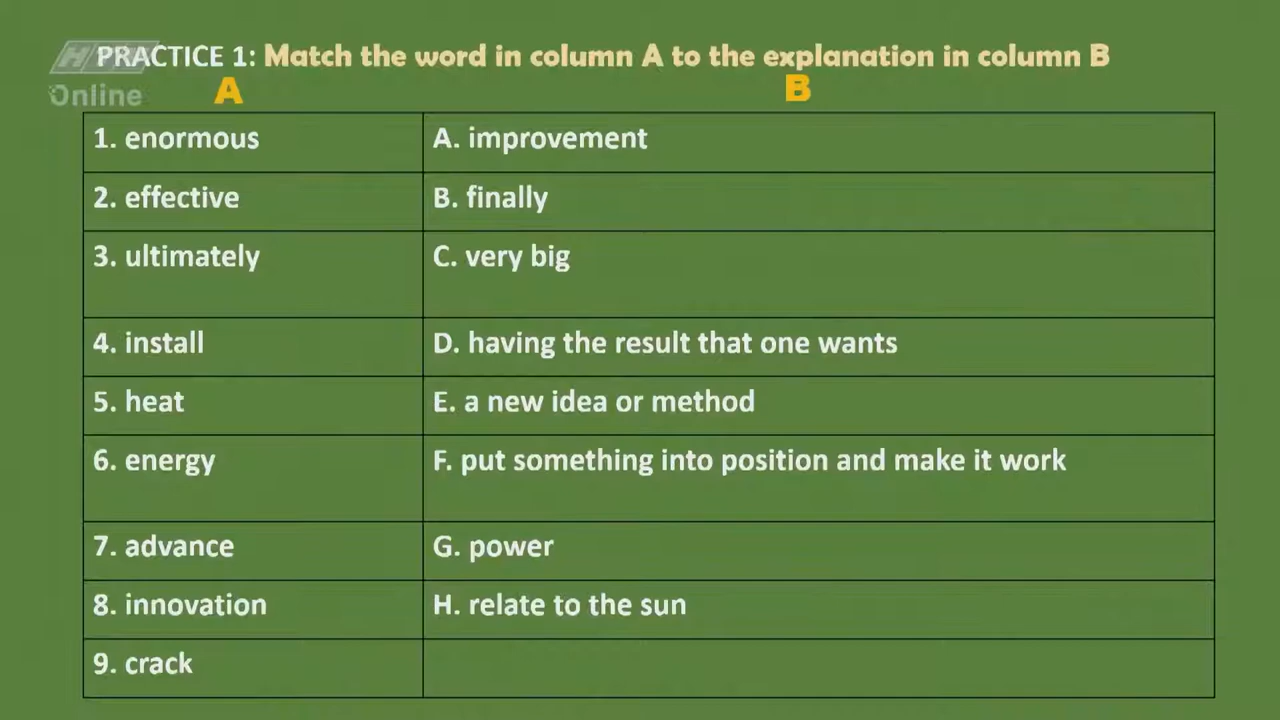 PRACTICE 1: Match the word in column A to the explanation in column B
Online
A B
1. enormous A. improvement
2. effective B. finally
3. ultimately C. very big
4. install D. having the result that one wants
5. heat E. a new idea or method
6. energy F. put something into position and make it work
7. advance G. power
8. innovation H. relate to the sun
9. crack